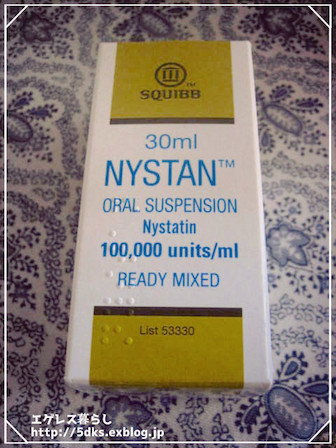 SQUIBB™
30ml
NYSTAN™
ORAL SUSPENSION
Nystatin
100,000 units/ml
READY MIXED
List 53330
エゲレス暮らし
http://5dks.exblog.jp